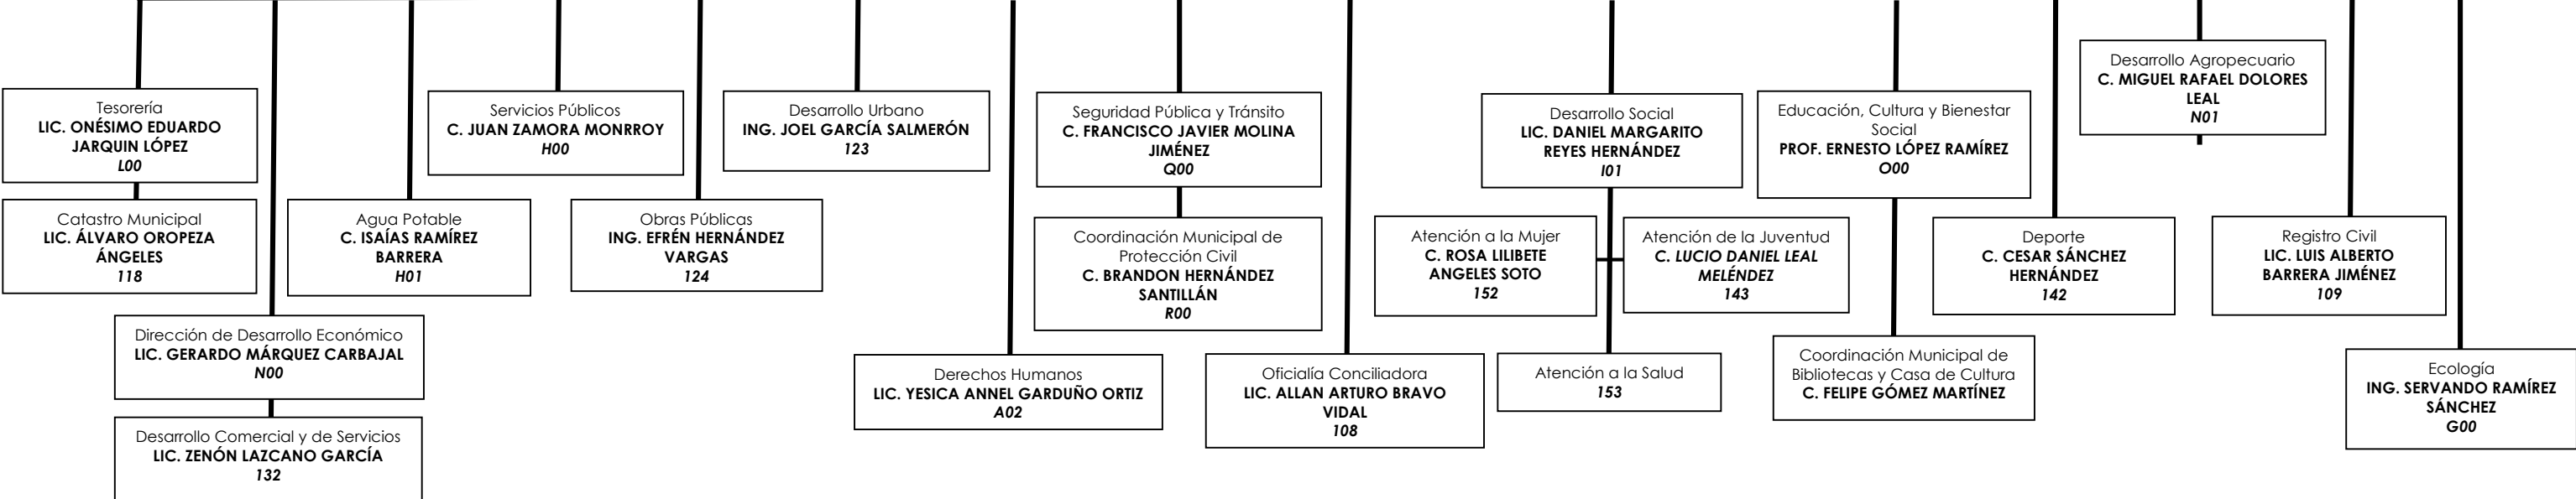 Desarrollo Agropecuario
C. MIGUEL RAFAEL DOLORES
LEAL
N01
Tesorería
LIC. ONÉSIMO EDUARDO
JARQUIN LÓPEZ
L00
Servicios Públicos
C. JUAN ZAMORA MONRROY
H00
Desarrollo Urbano
ING. JOEL GARCÍA SALMERÓN
123
Seguridad Pública y Tránsito
C. FRANCISCO JAVIER MOLINA
JIMÉNEZ
Q00
Desarrollo Social
LIC. DANIEL MARGARITO
REYES HERNÁNDEZ
I01
Educación, Cultura y Bienestar
Social
PROF. ERNESTO LÓPEZ RAMÍREZ
O00
Catastro Municipal
LIC. ÁLVARO OROPEZA
ÁNGELES
118
Agua Potable
C. ISAÍAS RAMÍREZ
BARRERA
H01
Obras Públicas
ING. EFRÉN HERNÁNDEZ
VARGAS
124
Coordinación Municipal de
Protección Civil
C. BRANDON HERNÁNDEZ
SANTILLÁN
R00
Atención a la Mujer
C. ROSA LILIBETE
ANGELES SOTO
152
Atención de la Juventud
C. LUCIO DANIEL LEAL
MELÉNDEZ
143
Deporte
C. CESAR SÁNCHEZ
HERNÁNDEZ
142
Registro Civil
LIC. LUIS ALBERTO
BARRERA JIMÉNEZ
109
Dirección de Desarrollo Económico
LIC. GERARDO MÁRQUEZ CARBAJAL
N00
Derechos Humanos
LIC. YESICA ANNEL GARDUÑO ORTIZ
A02
Oficialía Conciliadora
LIC. ALLAN ARTURO BRAVO
VIDAL
108
Atención a la Salud
153
Coordinación Municipal de
Bibliotecas y Casa de Cultura
C. FELIPE GÓMEZ MARTÍNEZ
Ecología
ING. SERVANDO RAMÍREZ
SÁNCHEZ
G00
Desarrollo Comercial y de Servicios
LIC. ZENÓN LAZCANO GARCÍA
132